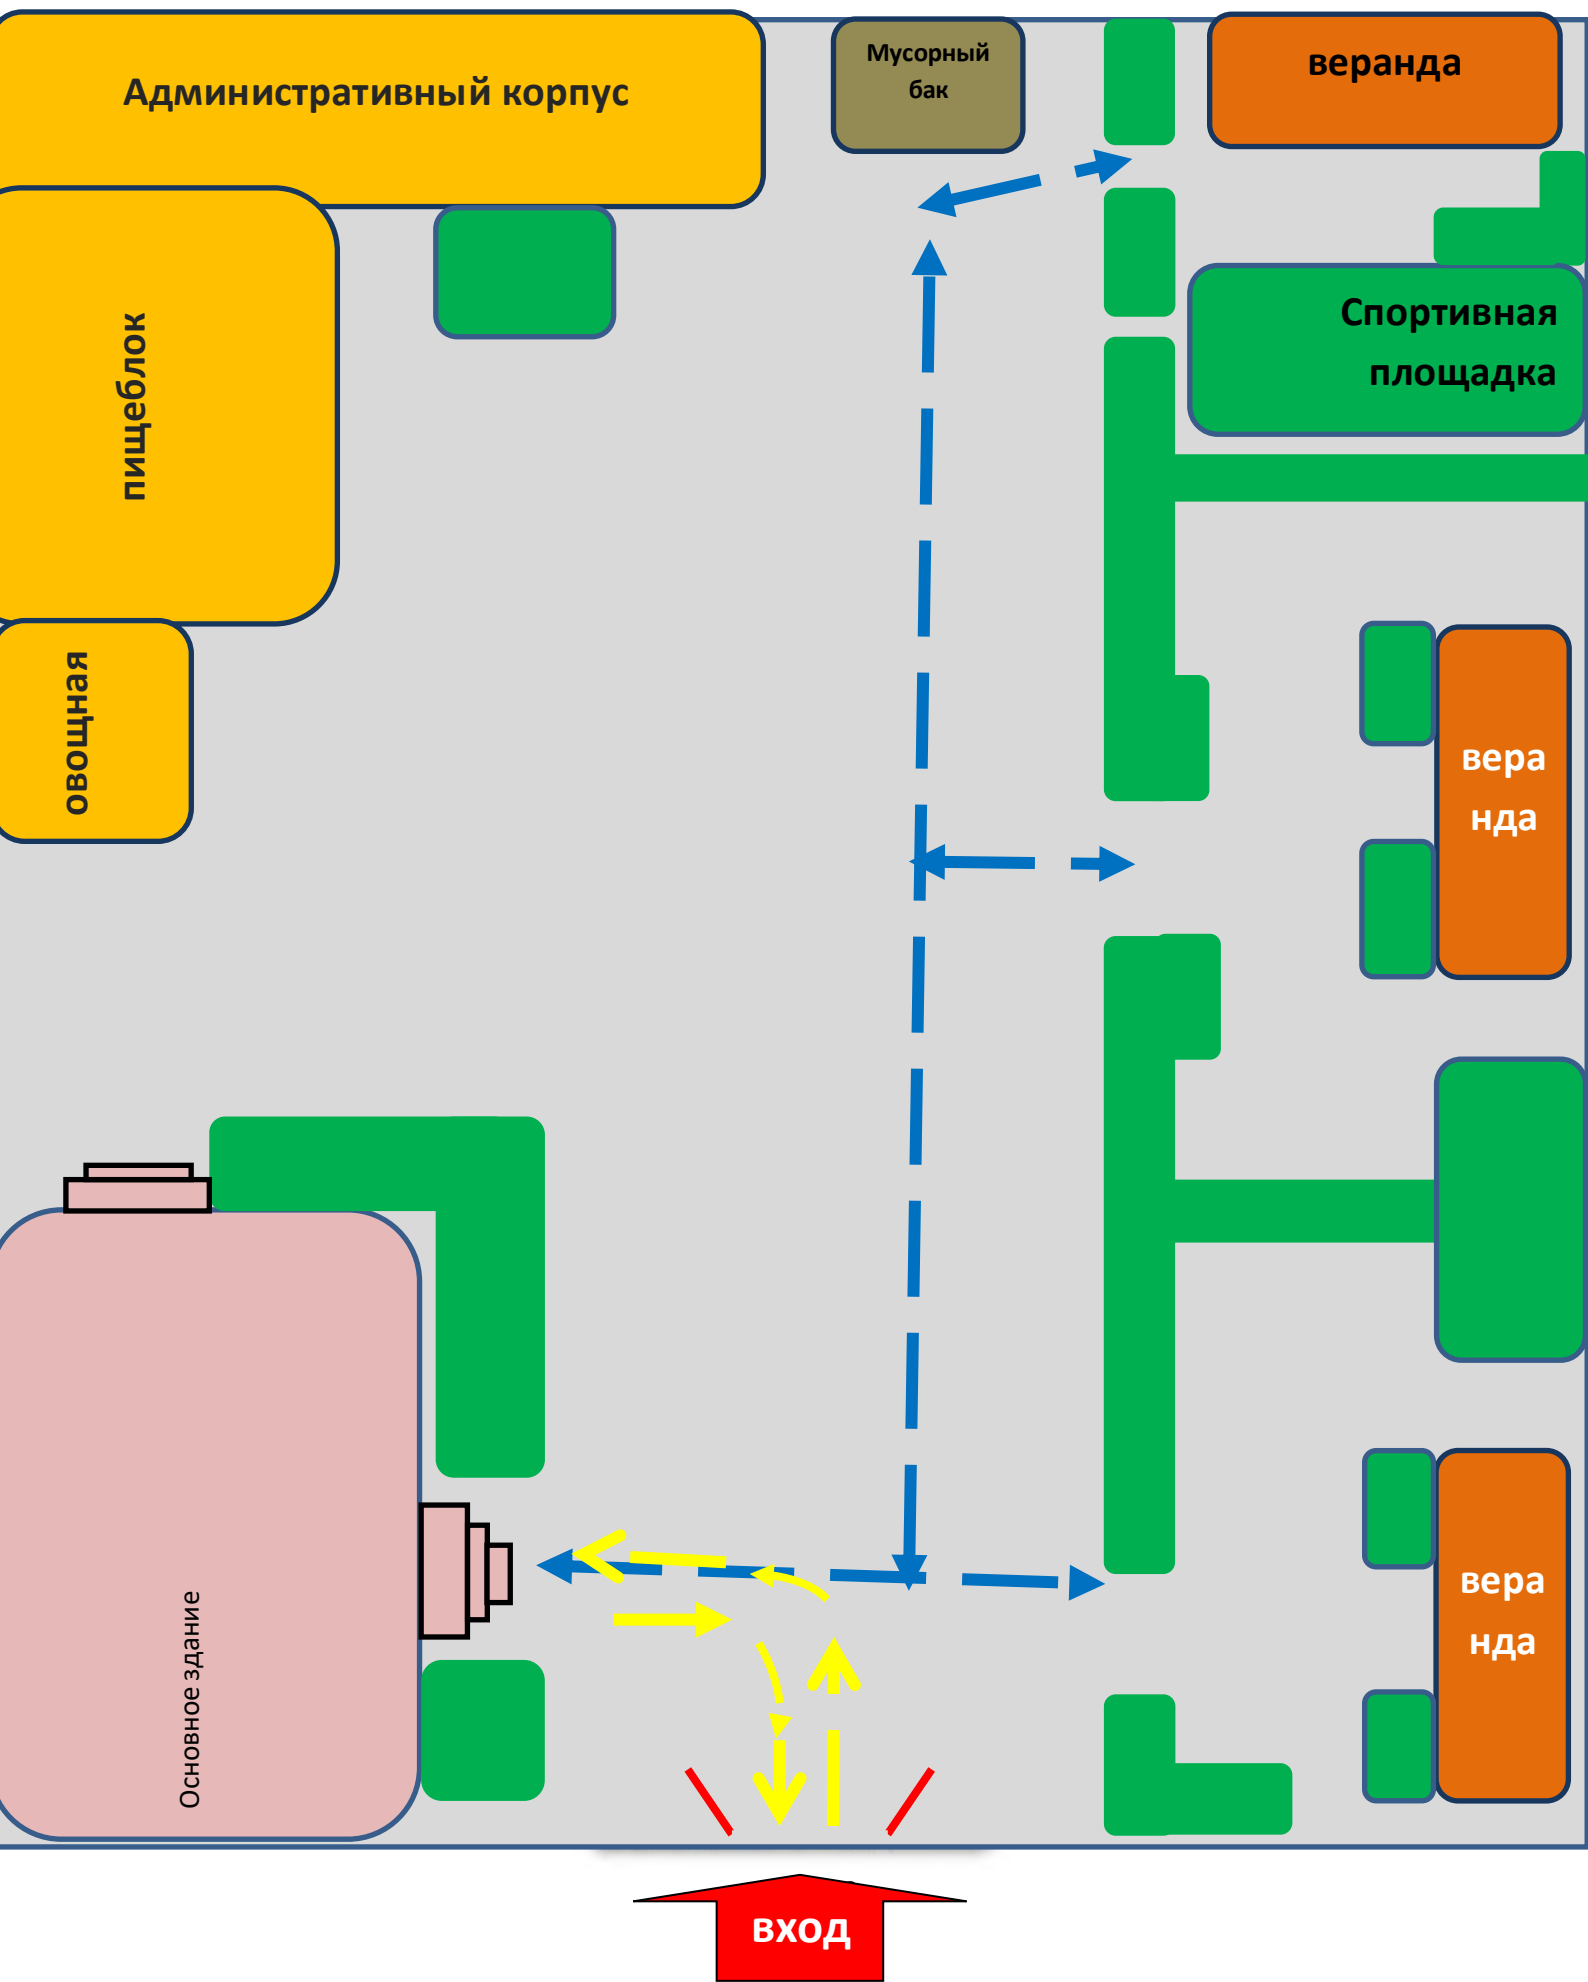 Административный корпус
Мусорный
бак
веранда
Спортивная
площадка
пищеблок
овощная
вера
нда
Основное здание
вера
нда
вход